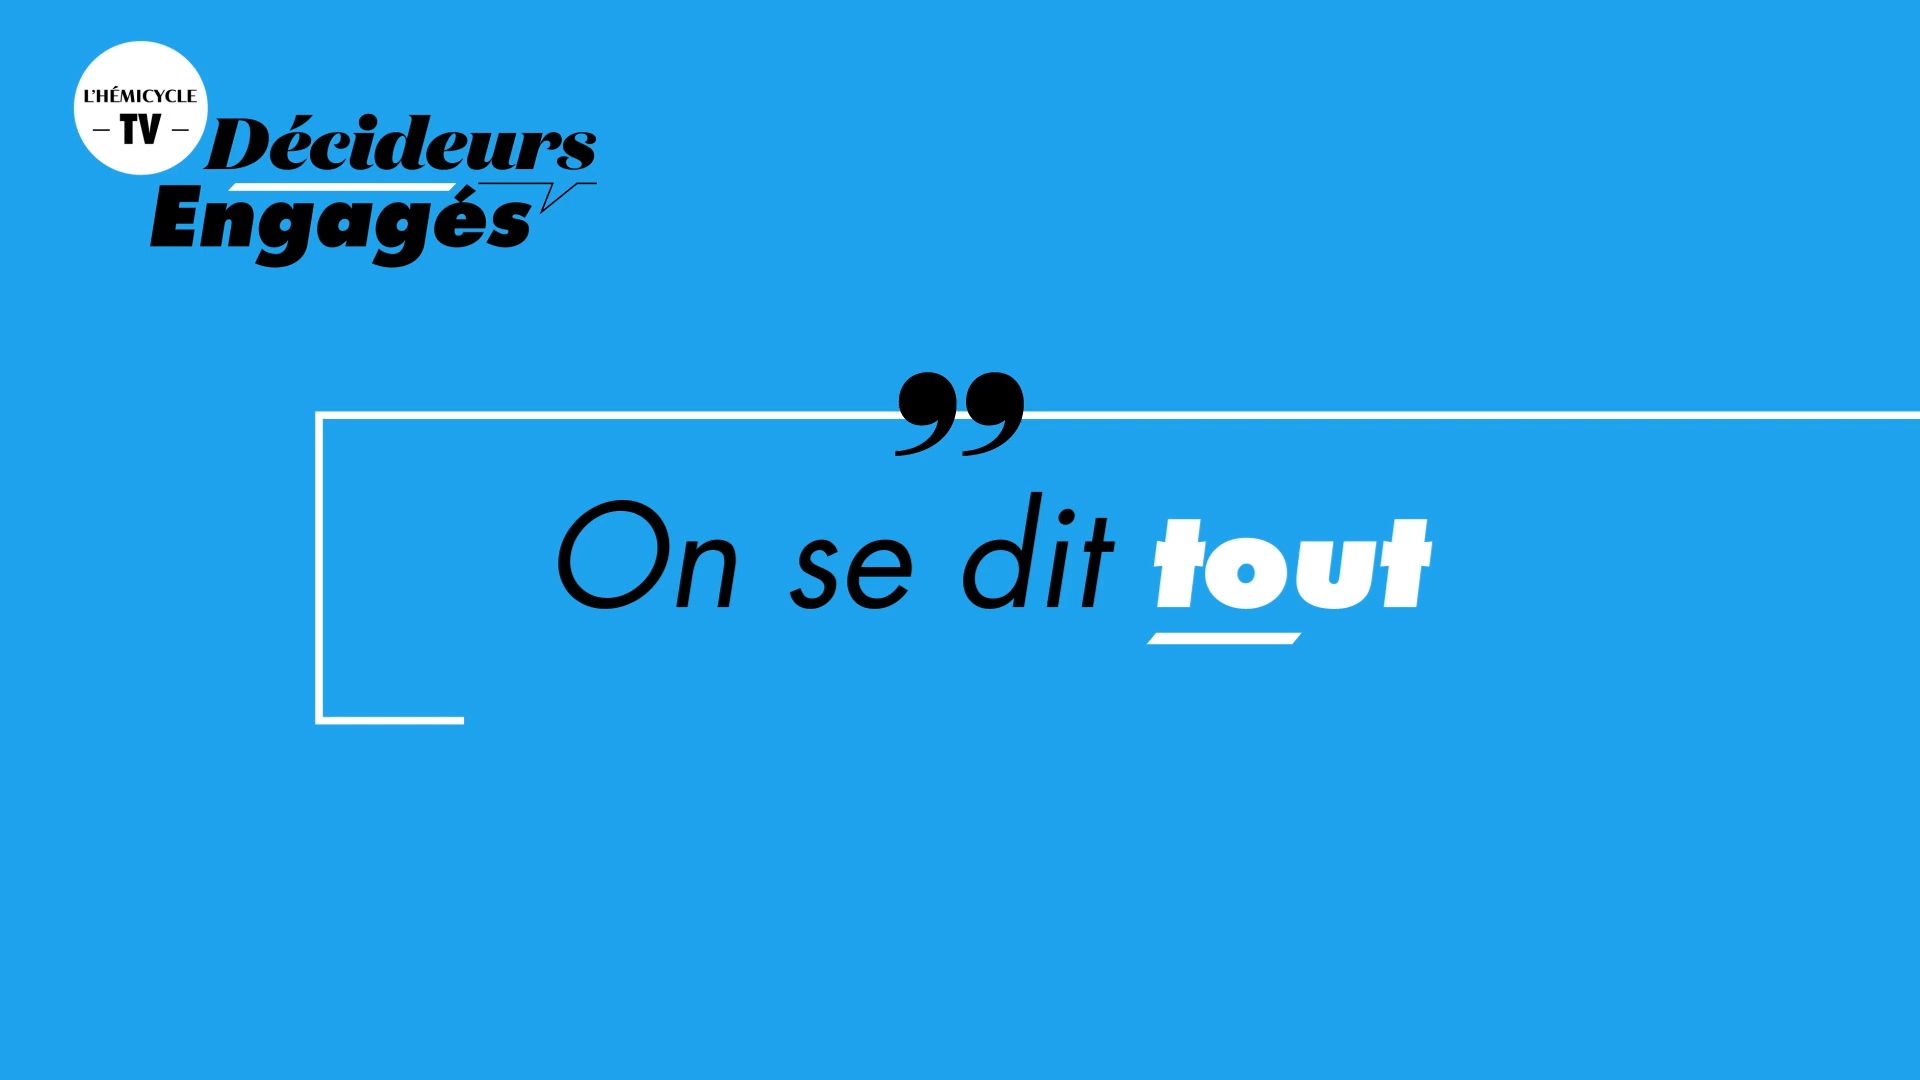 L'HÉMICYCLE
TV
Décideurs
Engagés
”
On se dit tout